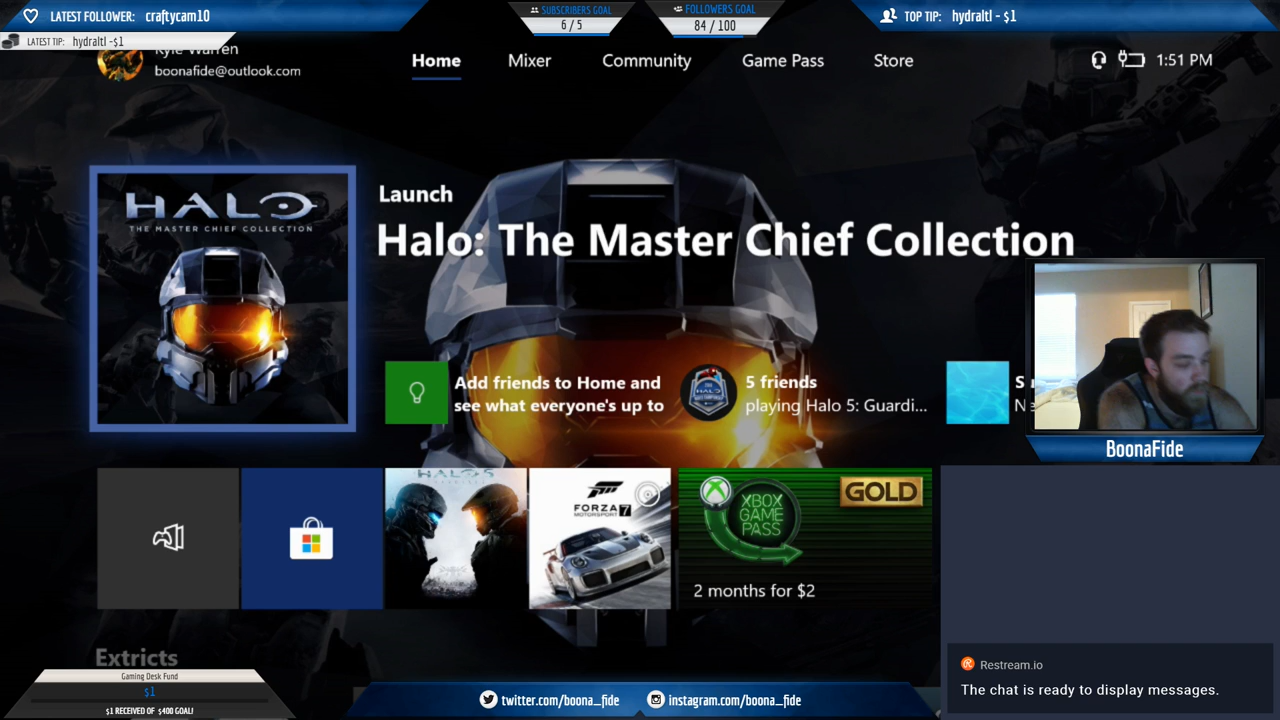 LATEST FOLLOWER: craftycam10
SUBSCRIBERS GOAL
6 / 5
FOLLOWERS GOAL
84 / 100
TOP TIP: hydraltl - $1
LATEST TIP: hydraltl -$1
Kyle Warren
boonafide@outlook.com
Home
Mixer
Community
Game Pass
Store
1:51 PM
HALO
THE MASTER CHIEF COLLECTION
Launch
Halo: The Master Chief Collection
Add friends to Home and
see what everyone's up to
5 friends
playing Halo 5: Guardi...
BoonaFide
HALO 5
FORZA
MOTORSPORT 7
XBOX
GAME
PASS
GOLD
2 months for $2
Extricts
Gaming Desk Fund
$1
$1 RECEIVED OF $400 GOAL!
twitter.com/boona_fide
instagram.com/boona_fide
Restream.io
The chat is ready to display messages.